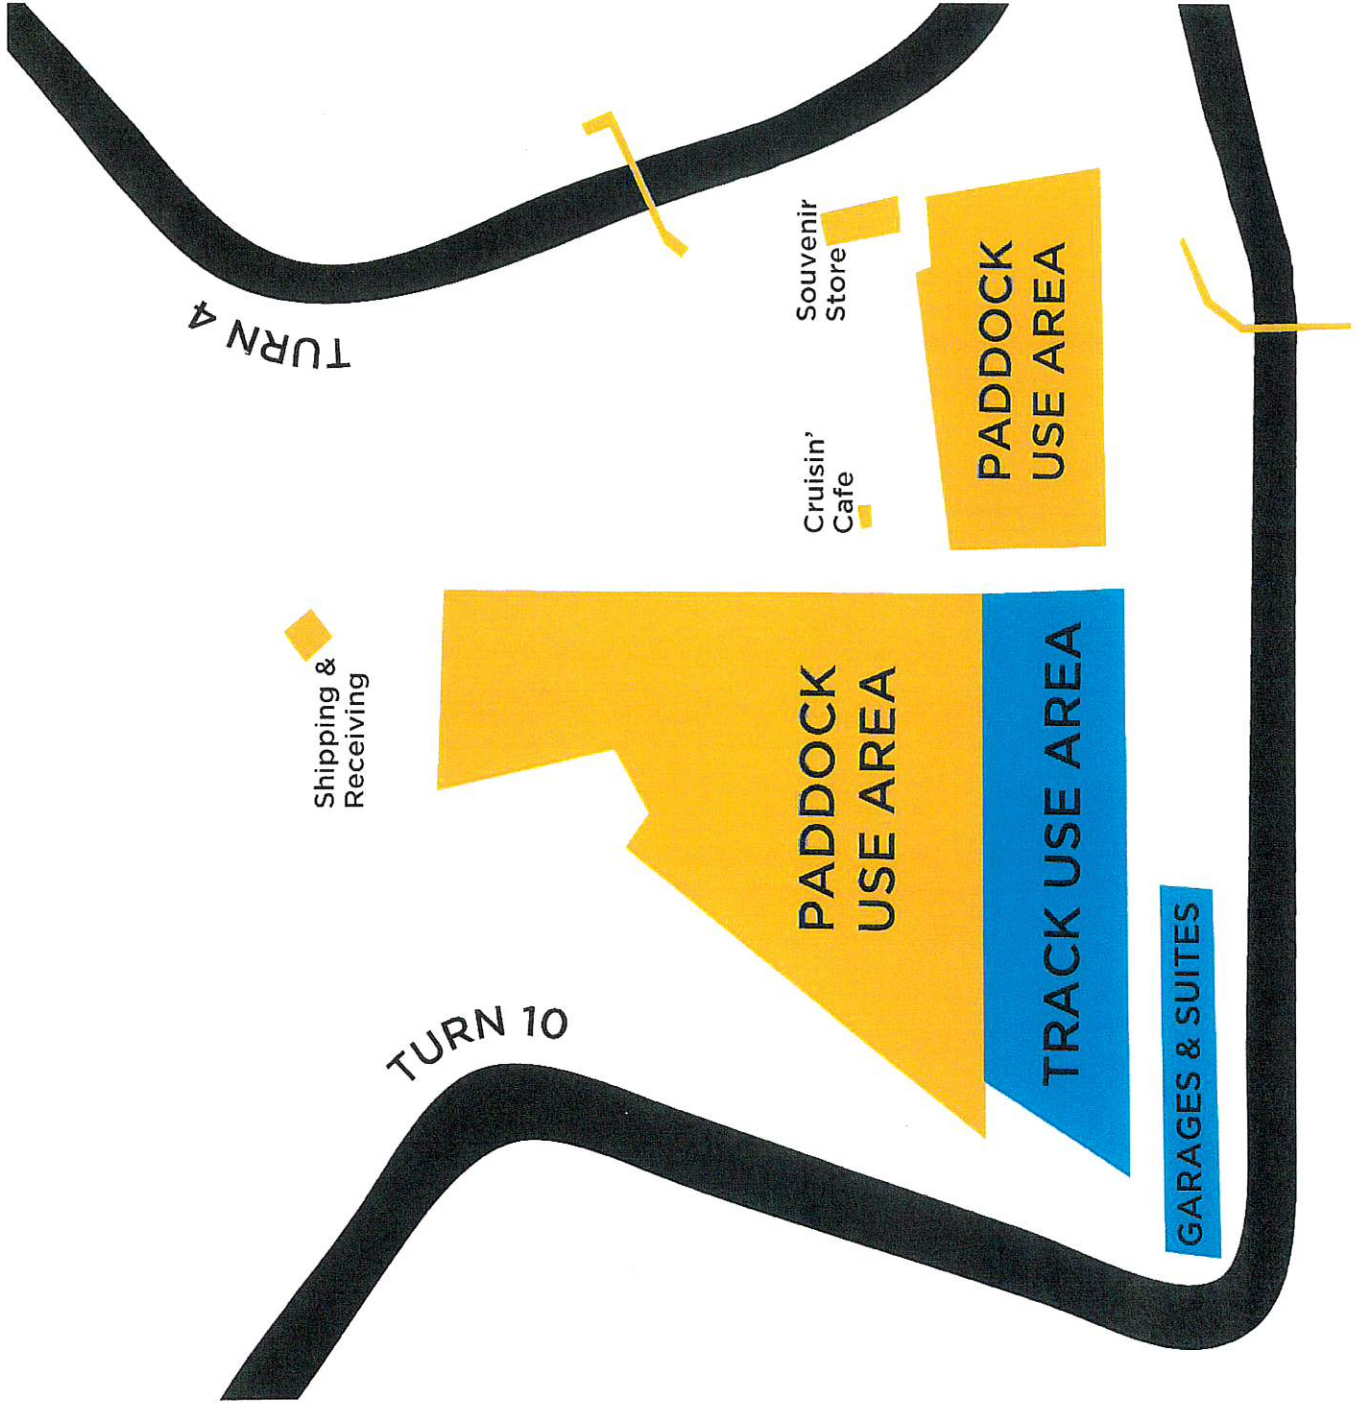 TURN 4
Souvenir
Store
PADDOCK
USE AREA
Cruisin'
Cafe
Shipping &
Receiving
PADDOCK
USE AREA
TRACK USE AREA
TURN 10
GARAGES & SUITES